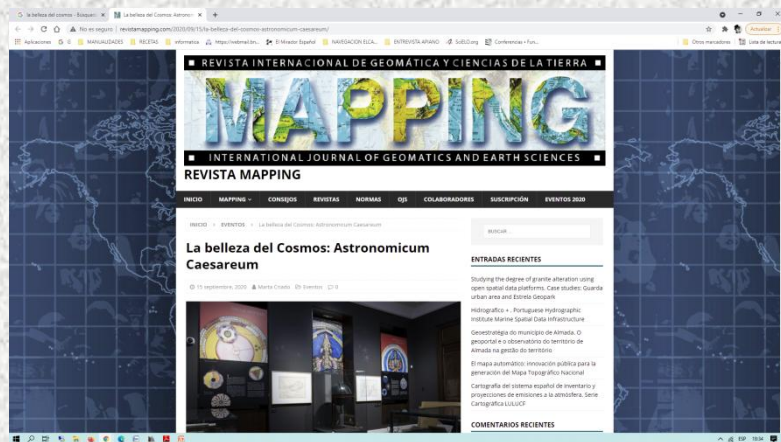 la belleza del cosmos - Búsqued
La belleza del Cosmos: Astronom
No es seguro | revistamapping.com/2020/09/15/la-belleza-del-cosmos-astronomicum-caesareum/
Actualizar
Aplicaciones
MANUALIDADES
RECETAS
informatica
El Mirador Español
SciELO.org
Conferencias • Fun...
Otros marcadores
Lista de lectura
REVISTA INTERNACIONAL DE GEOMÁTICA Y CIENCIAS DE LA TIERRA
MAPPING
INTERNATIONAL JOURNAL OF GEOMATICS AND EARTH SCIENCES
REVISTA MAPPING
INICIO MAPPING CONSEJOS REVISTAS NORMAS OJS COLABORADORES SUSCRIPCIÓN EVENTOS 2020
INICIO > EVENTOS > La belleza del Cosmos: Astronomicum Caesareum
La belleza del Cosmos: Astronomicum
Caesareum
15 septiembre, 2020 Marta Criado Eventos 0
BUSCAR
ENTRADAS RECIENTES
Studying the degree of granite alteration using
open spatial data platforms. Case studies: Guarda
urban area and Estrela Geopark
Hidrográfico + . Portuguese Hydrographic
Institute Marine Spatial Data Infrastructure
Geoestratégia do município de Almada. O
geoportal e o observatório do território de
Almada na gestão do território
El mapa automático: innovación pública para la
generación del Mapa Topográfico Nacional
Cartografía del sistema español de inventario y
proyecciones de emisiones a la atmósfera. Serie
Cartográfica LULUCF
COMENTARIOS RECIENTES
ESP